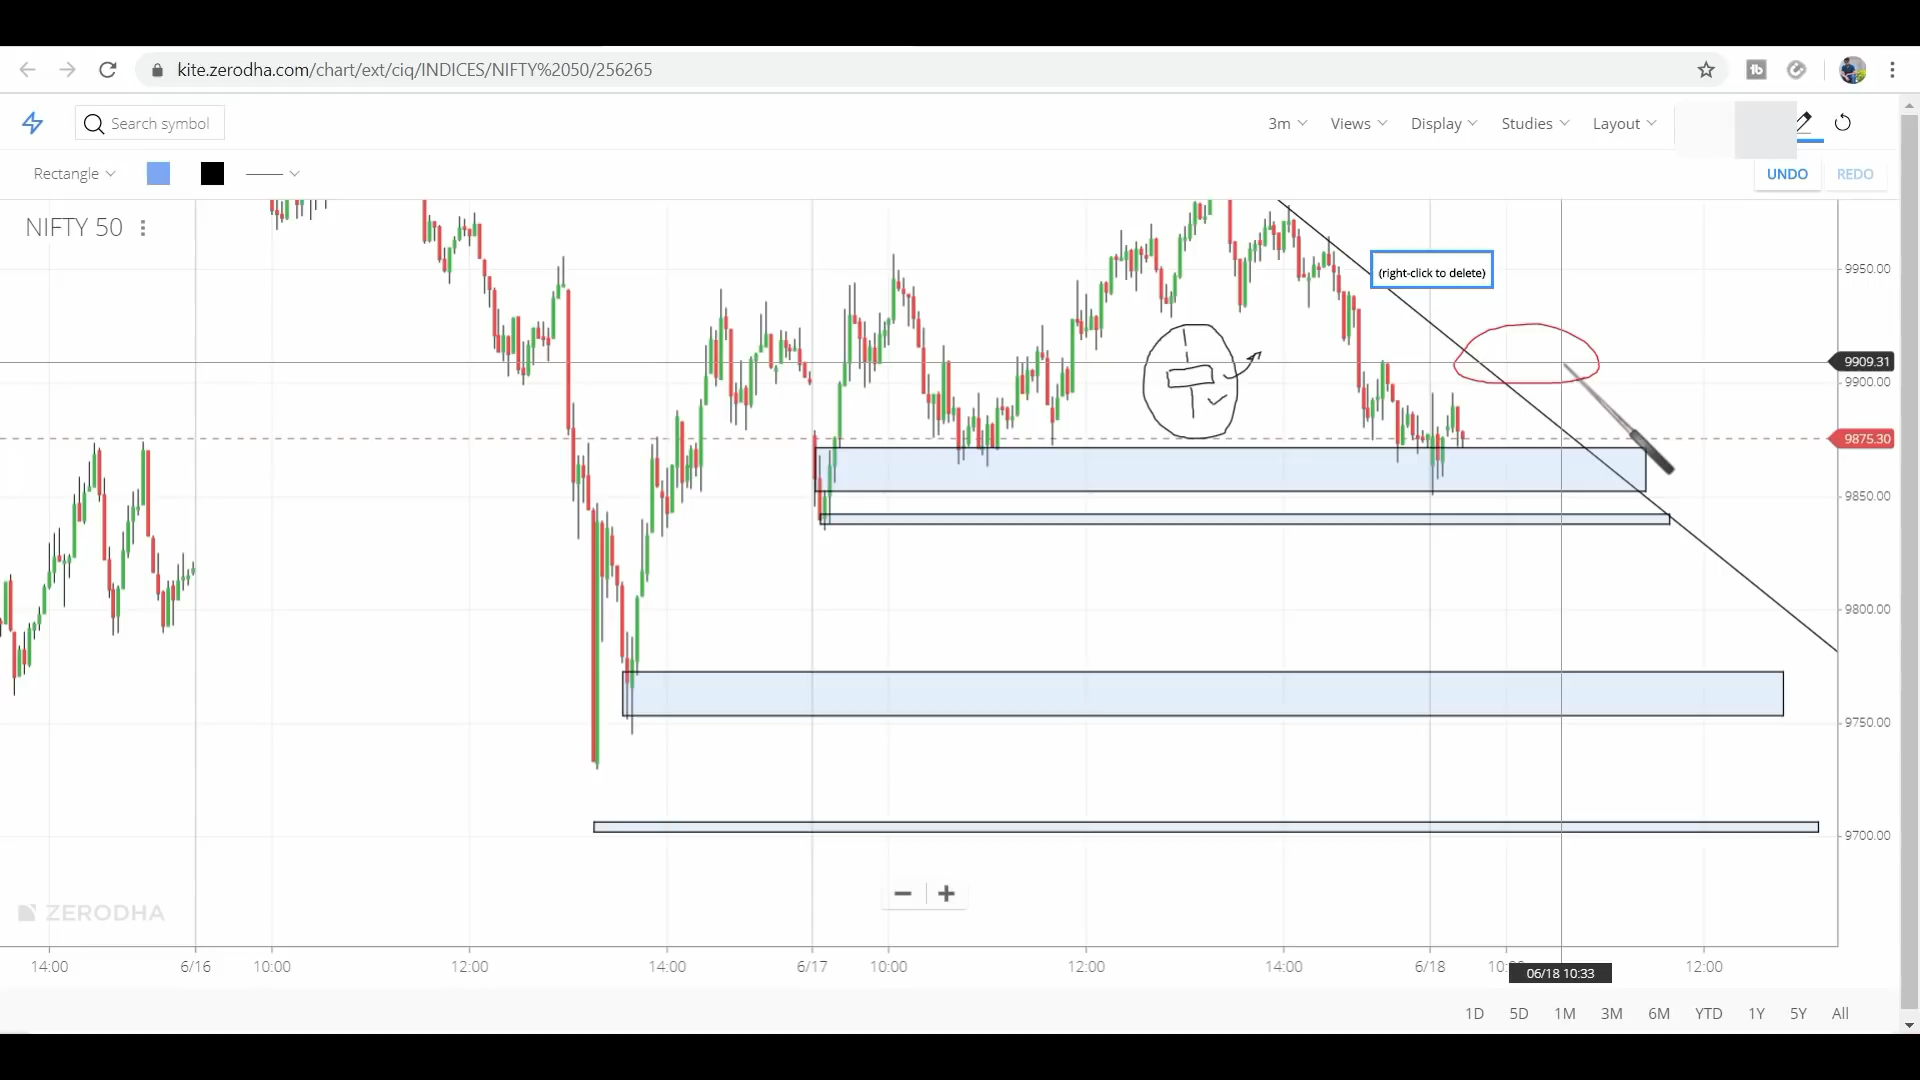 kite.zerodha.com/chart/ext/ciq/INDICES/NIFTY%2050/256265
Search symbol
3m Views Display Studies Layout
Rectangle
UNDO REDO
NIFTY 50
(right-click to delete)
9950.00
9909.31
9900.00
9875.30
9850.00
9800.00
9750.00
9700.00
ZERODHA
14:00 6/16 10:00 12:00 14:00 6/17 10:00 12:00 14:00 6/18 12:00
06/18 10:33
1D 5D 1M 3M 6M YTD 1Y 5Y All